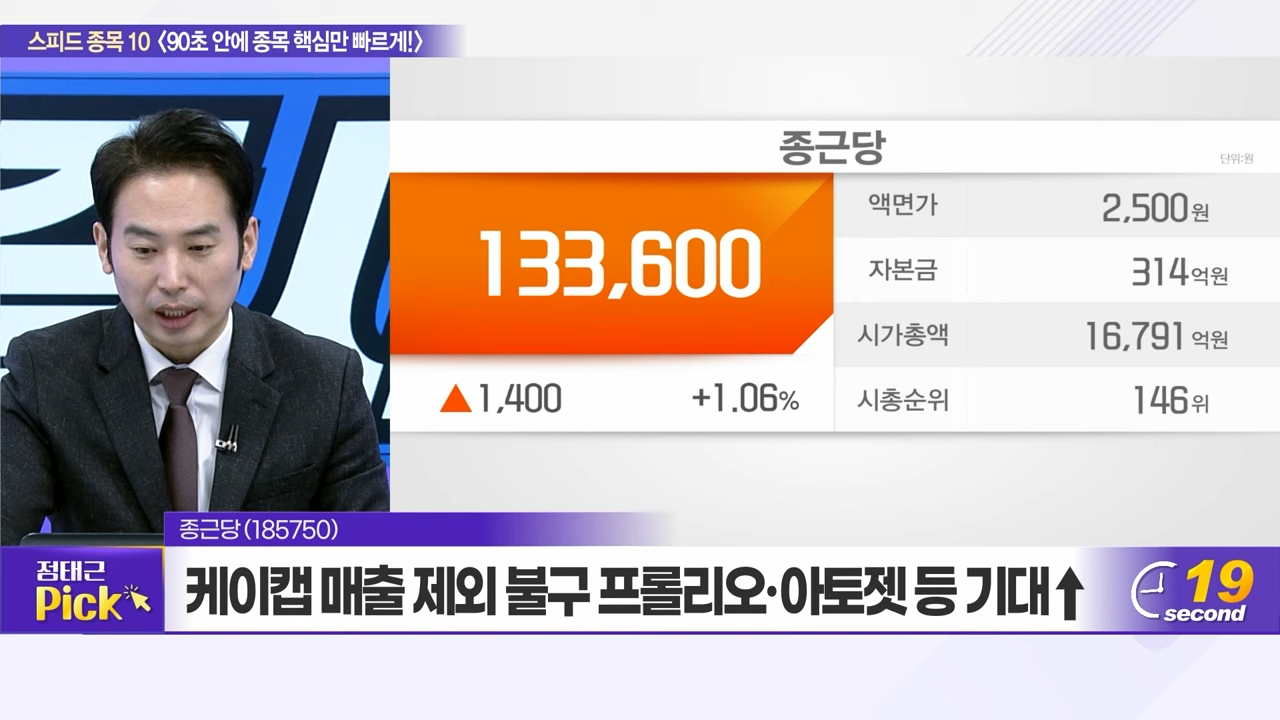 스피드 종목 10 〈90초 안에 종목 핵심만 빠르게!〉
종근당
단위:원
133,600
▲1,400 +1.06%
액면가 2,500원
자본금 314억원
시가총액 16,791억원
시총순위 146위
종근당(185750)
정태근
Pick
케이캡 매출 제외 불구 프롤리오·아토젯 등 기대↑
19
second